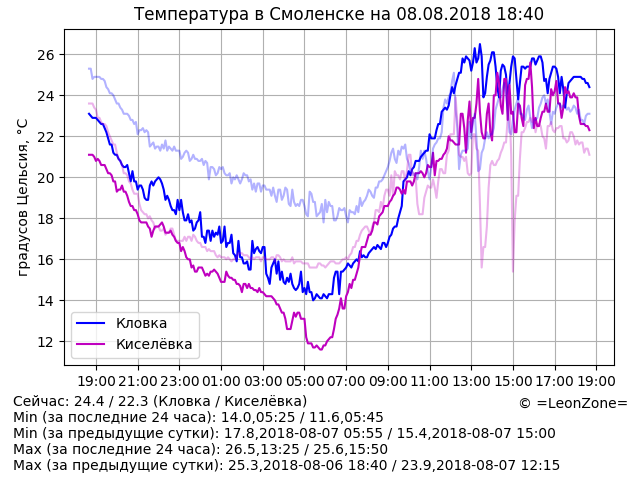 Температура в Смоленске на 08.08.2018 18:40
градусов Цельсия, °C
26
24
22
20
18
16
14
12
Кловка
Киселёвка
19:00 21:00 23:00 01:00 03:00 05:00 07:00 09:00 11:00 13:00 15:00 17:00 19:00
Сейчас: 24.4 / 22.3 (Кловка / Киселёвка)
© =LeonZone=
Min (за последние 24 часа): 14.0,05:25 / 11.6,05:45
Min (за предыдущие сутки): 17.8,2018-08-07 05:55 / 15.4,2018-08-07 15:00
Max (за последние 24 часа): 26.5,13:25 / 25.6,15:50
Max (за предыдущие сутки): 25.3,2018-08-06 18:40 / 23.9,2018-08-07 12:15